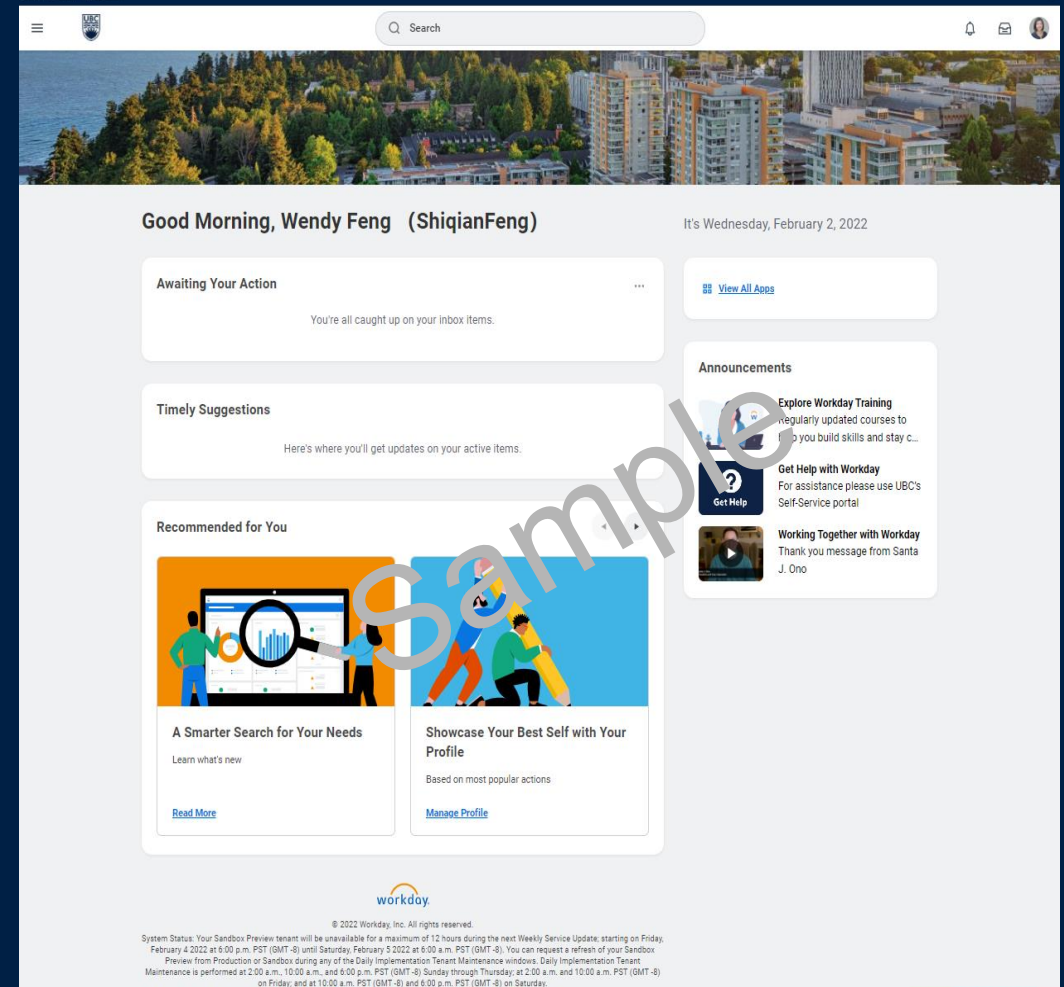 UBC
Search
Good Morning, Wendy Feng (ShiqianFeng)
It's Wednesday, February 2, 2022
Awaiting Your Action
You're all caught up on your inbox items.
View All Apps
Timely Suggestions
Here's where you'll get updates on your active items.
Announcements
Explore Workday Training
Regularly updated courses to
you build skills and stay c...
Get Help
Get Help with Workday
For assistance please use UBC's
Self-Service portal
Working Together with Workday
Thank you message from Santa
J. Ono
Recommended for You
Sample
A Smarter Search for Your Needs
Learn what's new
Read More
Showcase Your Best Self with Your
Profile
Based on most popular actions
Manage Profile
workday.
© 2022 Workday, Inc. All rights reserved.
System Status: Your Sandbox Preview tenant will be unavailable for a maximum of 12 hours during the next Weekly Service Update; starting on Friday,
February 4 2022 at 6:00 p.m. PST (GMT -8) until Saturday, February 5 2022 at 6:00 a.m. PST (GMT -8). You can request a refresh of your Sandbox
Preview from Production or Sandbox during any of the Daily Implementation Tenant Maintenance windows. Daily Implementation Tenant
Maintenance is performed at 2:00 a.m., 10:00 a.m., and 6:00 p.m. PST (GMT -8) Sunday through Thursday; at 2:00 a.m. and 10:00 a.m. PST (GMT -8)
on Friday; and at 10:00 a.m. PST (GMT -8) and 6:00 p.m. PST (GMT -8) on Saturday.